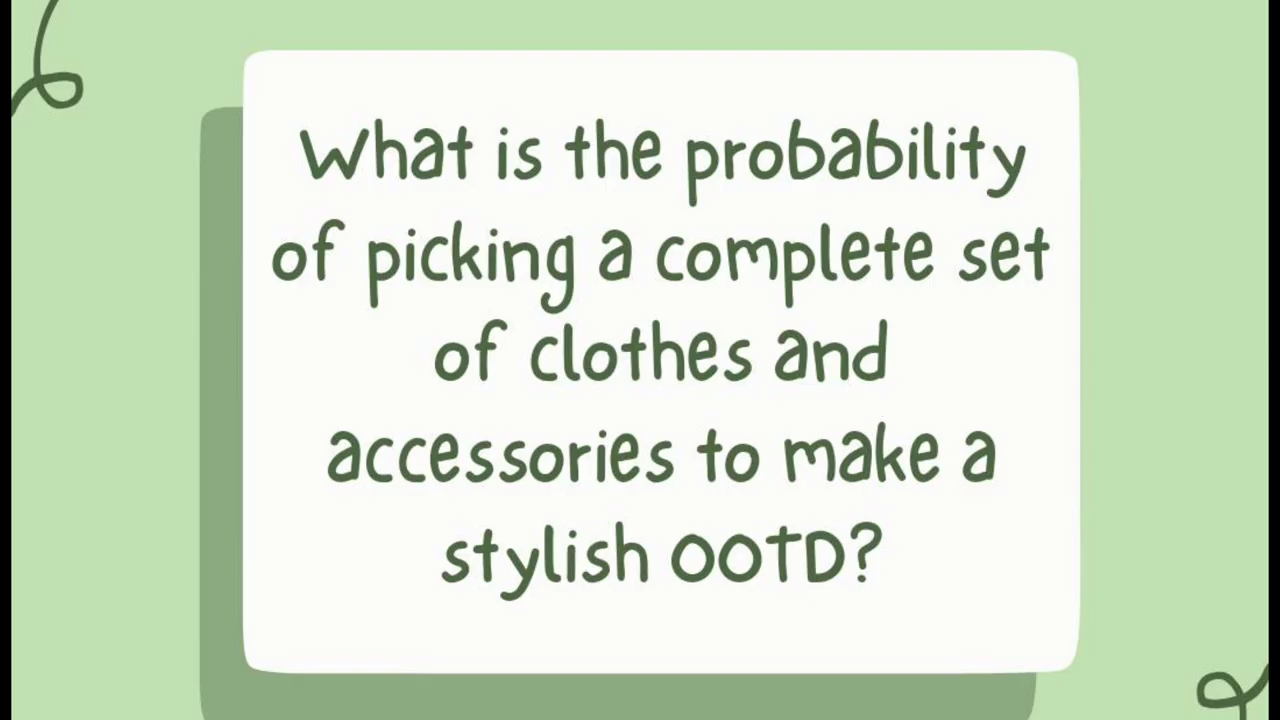 What is the probability
of picking a complete set
of clothes and
accessories to make a
stylish OOTD?